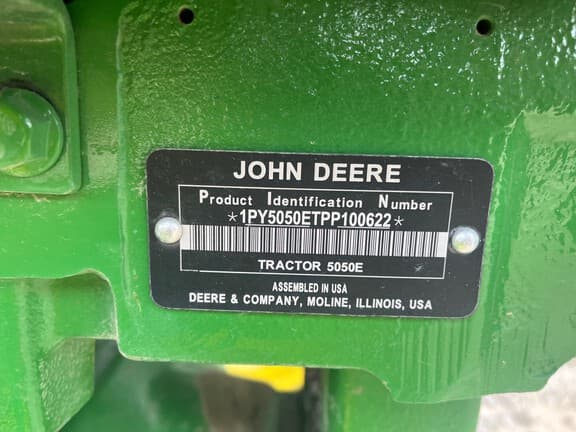 JOHN DEERE
Product Identification Number
*1PY5050ETPP100622*
TRACTOR 5050E
ASSEMBLED IN USA
DEERE & COMPANY, MOLINE, ILLINOIS, USA